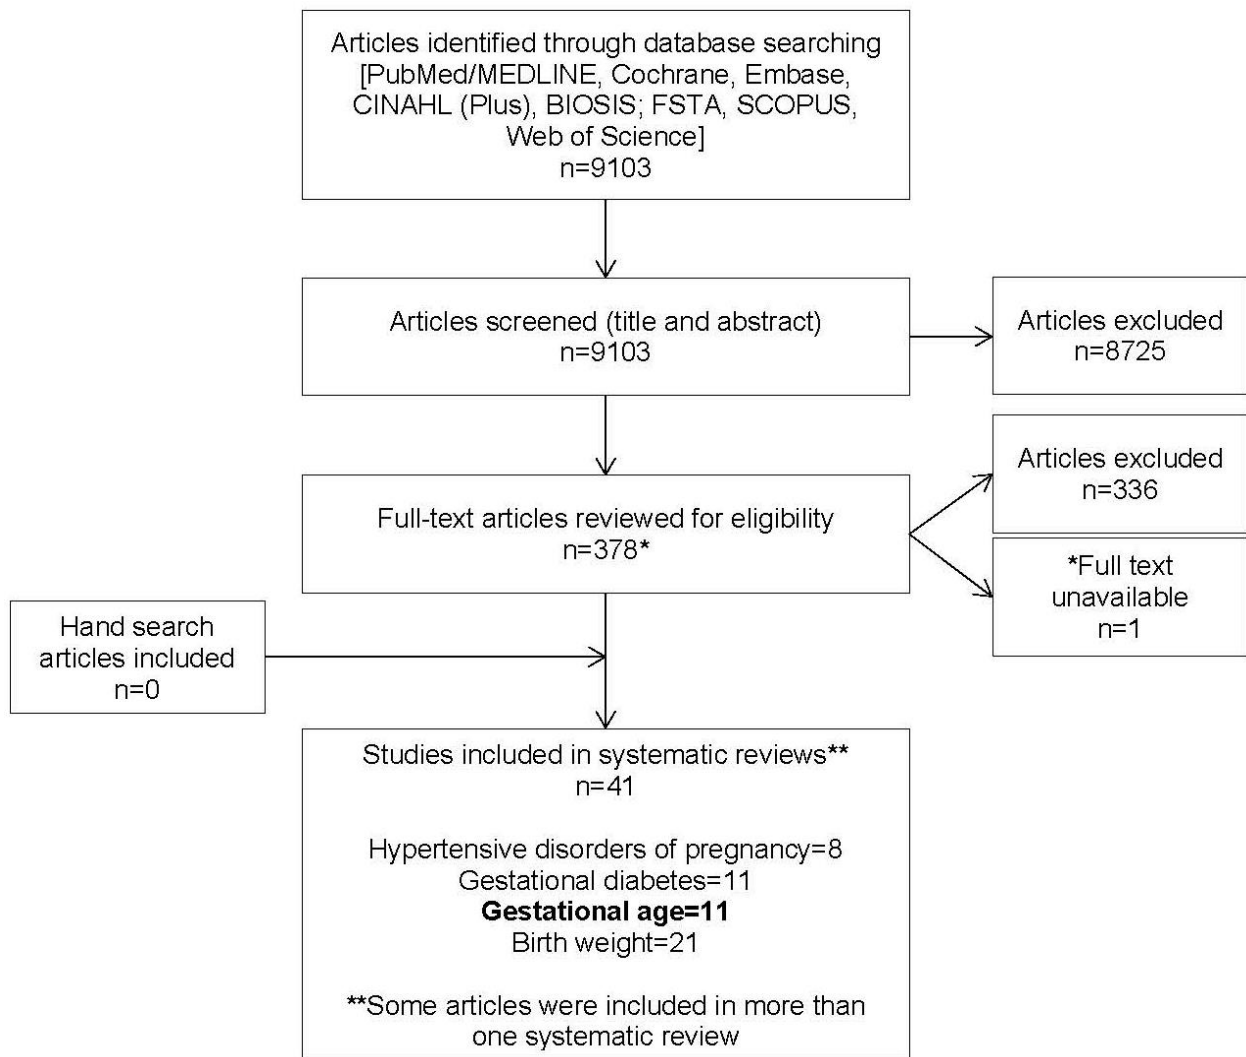 Articles identified through database searching
[PubMed/MEDLINE, Cochrane, Embase,
CINAHL (Plus), BIOSIS; FSTA, SCOPUS,
Web of Science]
n=9103
Articles screened (title and abstract)
n=9103
Articles excluded
n=8725
Full-text articles reviewed for eligibility
n=378*
Articles excluded
n=336
*Full text
unavailable
n=1
Hand search
articles included
n=0
Studies included in systematic reviews**
n=41
Hypertensive disorders of pregnancy=8
Gestational diabetes=11
Gestational age=11
Birth weight=21
**Some articles were included in more than
one systematic review